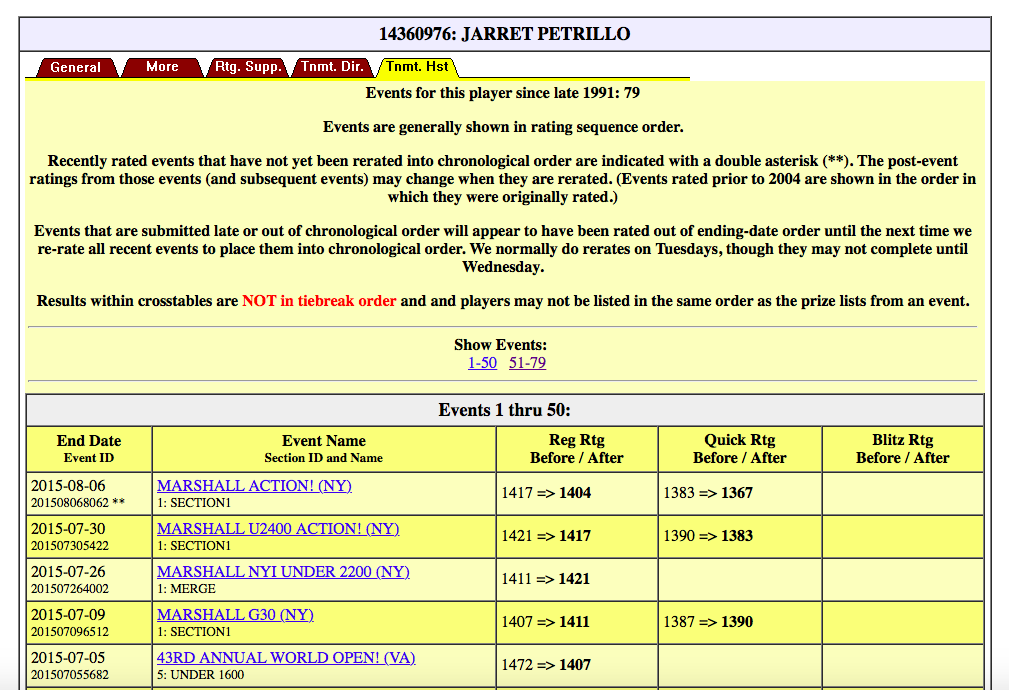 14360976: JARRET PETRILLO
General More Rtg. Supp. Tnmt. Dir. Tnmt. Hst
Events for this player since late 1991: 79
Events are generally shown in rating sequence order.
Recently rated events that have not yet been rerated into chronological order are indicated with a double asterisk (**). The post-event
ratings from those events (and subsequent events) may change when they are rerated. (Events rated prior to 2004 are shown in the order in
which they were originally rated.)
Events that are submitted late or out of chronological order will appear to have been rated out of ending-date order until the next time we
re-rate all recent events to place them into chronological order. We normally do rerates on Tuesdays, though they may not complete until
Wednesday.
Results within crosstables are NOT in tiebreak order and and players may not be listed in the same order as the prize lists from an event.
Show Events:
1-50 51-79
Events 1 thru 50:
End Date Event Name Reg Rtg Quick Rtg Blitz Rtg
Event ID Section ID and Name Before / After Before / After Before / After
2015-08-06 MARSHALL ACTION! (NY) 1417 => 1404 1383 => 1367
201508068062 ** 1: SECTION1
2015-07-30 MARSHALL U2400 ACTION! (NY) 1421 => 1417 1390 => 1383
201507305422 1: SECTION1
2015-07-26 MARSHALL NYI UNDER 2200 (NY) 1411 => 1421
201507264002 1: MERGE
2015-07-09 MARSHALL G30 (NY) 1407 => 1411 1387 => 1390
201507096512 1: SECTION1
2015-07-05 43RD ANNUAL WORLD OPEN! (VA) 1472 => 1407
201507055682 5: UNDER 1600